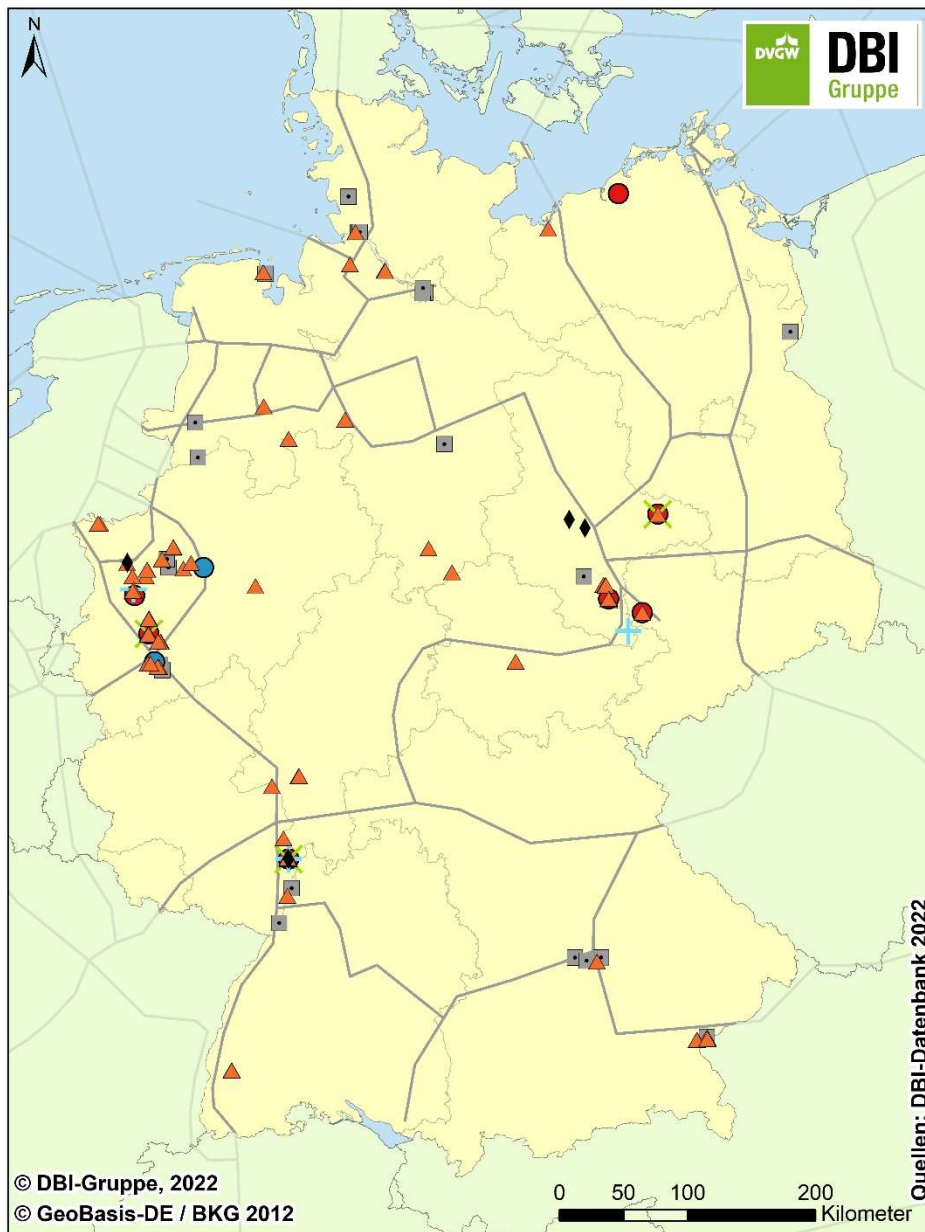 N
DVGW
DBI
Gruppe
Quellen: DBI-Datenbank 2022
© DBI-Gruppe, 2022
© GeoBasis-DE / BKG 2012
0 50 100 200
Kilometer